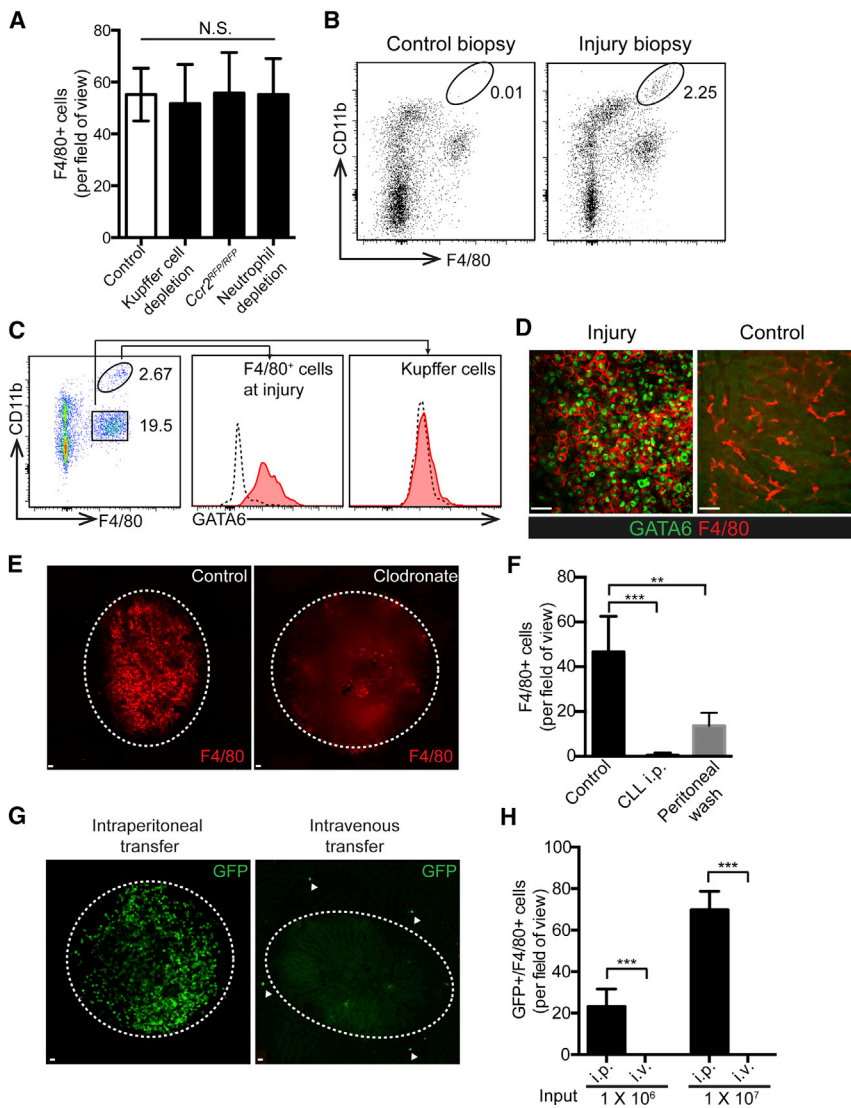 A
N.S.
F4/80+ cells
(per field of view)
80
60
40
20
0
Control
Kupffer cell
depletion
Ccr2RFP/RFP
Neutrophil
depletion
B
Control biopsy
Injury biopsy
0.01
2.25
CD11b
F4/80
C
2.67
19.5
CD11b
F4/80
F4/80+ cells
at injury
Kupffer cells
GATA6
D
Injury
Control
GATA6 F4/80
E
Control
F4/80
Clodronate
F4/80
F
F4/80+ cells
(per field of view)
80
60
40
20
0
***
**
Control
CLL i.p.
Peritoneal
wash
G
Intraperitoneal
transfer
GFP
Intravenous
transfer
GFP
H
GFP+/F4/80+ cells
(per field of view)
100
80
60
40
20
0
***
***
i.p.
i.v.
i.p.
i.v.
Input
1 X 10⁶
1 X 10⁷